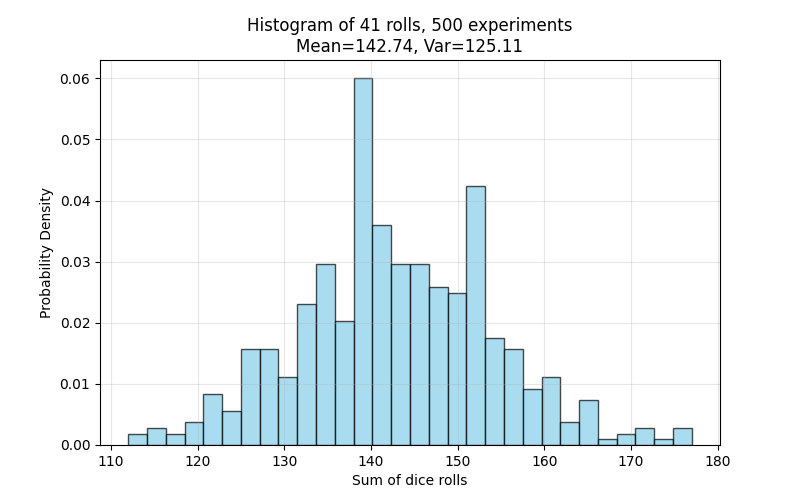 Histogram of 41 rolls, 500 experiments
Mean=142.74, Var=125.11
0.06
0.05
0.04
0.03
0.02
0.01
0.00
Probability Density
110 120 130 140 150 160 170 180
Sum of dice rolls